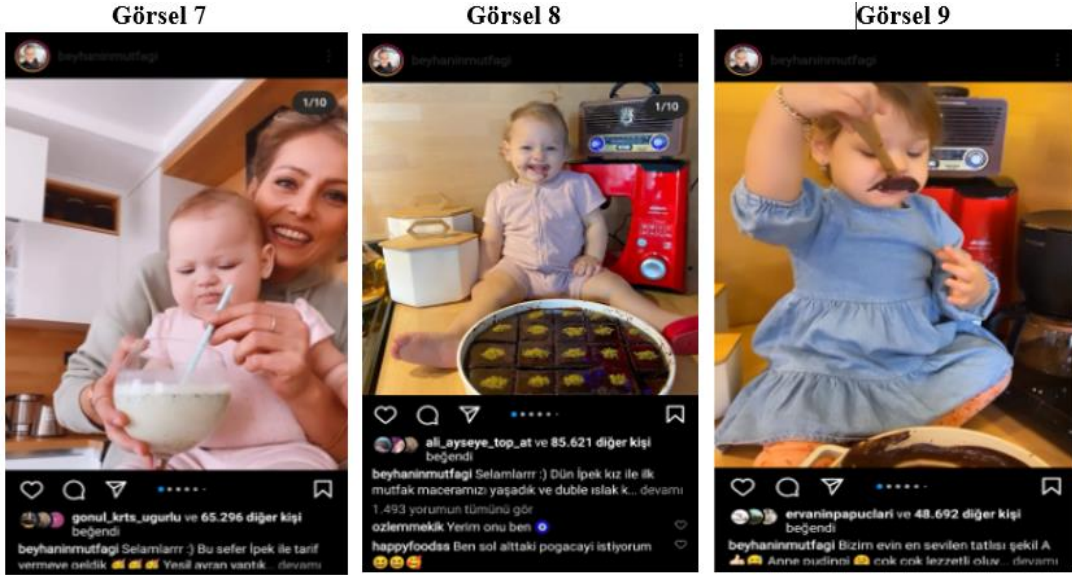 Görsel 7
beyhaninmutfagi
1/10
gonul_krts_ugurlu ve 65.296 diğer kişi
beğendi
beyhaninmutfagi Selamlarrr :) Bu sefer İpek ile tarif
vermeye geldik 🥳🥳🥳 Yeşil ayran yaptık... devamı
Görsel 8
beyhaninmutfagi
1/10
ali_ayseye_top_at ve 85.621 diğer kişi
beğendi
beyhaninmutfagi Selamlarrr :) Dün İpek kız ile ilk
mutfak maceramızı yaşadık ve duble ıslak k... devamı
1.493 yorumun tümünü gör
ozlemmekik Yerim onu ben 🧿
happyfoodss Ben sol alttaki pogacayi istiyorum
😆😆🥰
Görsel 9
beyhaninmutfagi
ervaninpapuclari ve 48.692 diğer kişi
beğendi
beyhaninmutfagi Bizim evin en sevilen tatlısı şekil A
Anne pudingi 🤗 çok çok lezzetli oluy... devamı